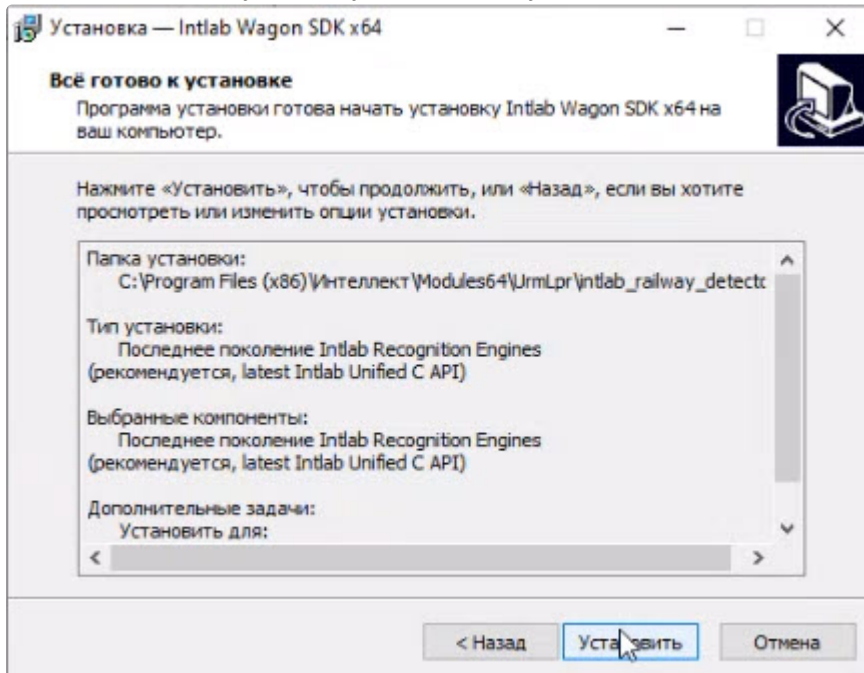 Установка — Intlab Wagon SDK x64
Всё готово к установке
Программа установки готова начать установку Intlab Wagon SDK x64 на
ваш компьютер.
Нажмите «Установить», чтобы продолжить, или «Назад», если вы хотите
просмотреть или изменить опции установки.
Папка установки:
C:\Program Files (x86)\Интеллект\Modules64\UrmLpr\intlab_railway_detectc
Тип установки:
Последнее поколение Intlab Recognition Engines
(рекомендуется, latest Intlab Unified C API)
Выбранные компоненты:
Последнее поколение Intlab Recognition Engines
(рекомендуется, latest Intlab Unified C API)
Дополнительные задачи:
Установить для:
< Назад Установить Отмена